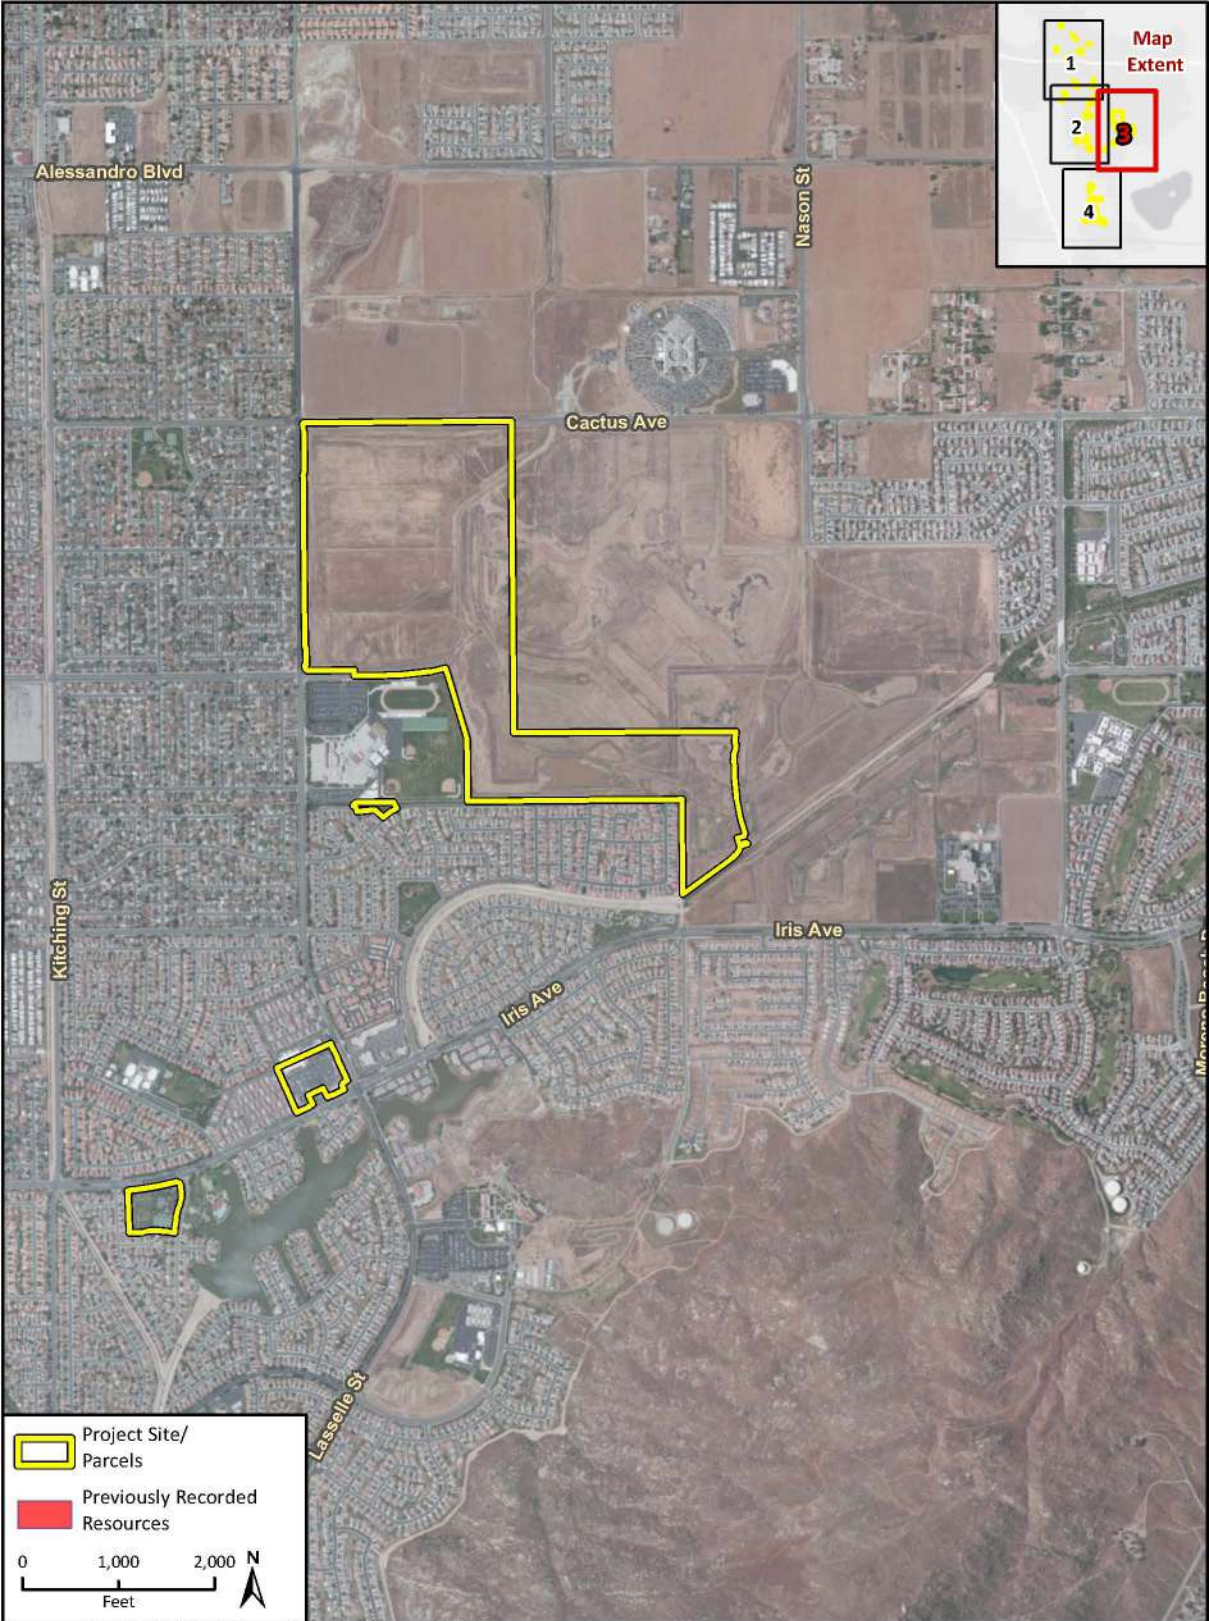 Map
Extent
1
2
3
4
Alessandro Blvd
Nason St
Cactus Ave
Kitching St
Iris Ave
Iris Ave
Lasselle St
Project Site/
Parcels
Previously Recorded
Resources
0 1,000 2,000 N
Feet